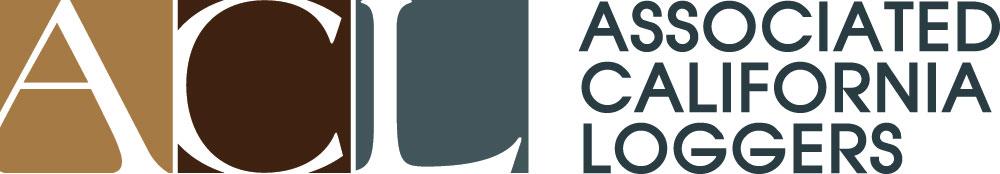 ACL
ASSOCIATED
CALIFORNIA
LOGGERS